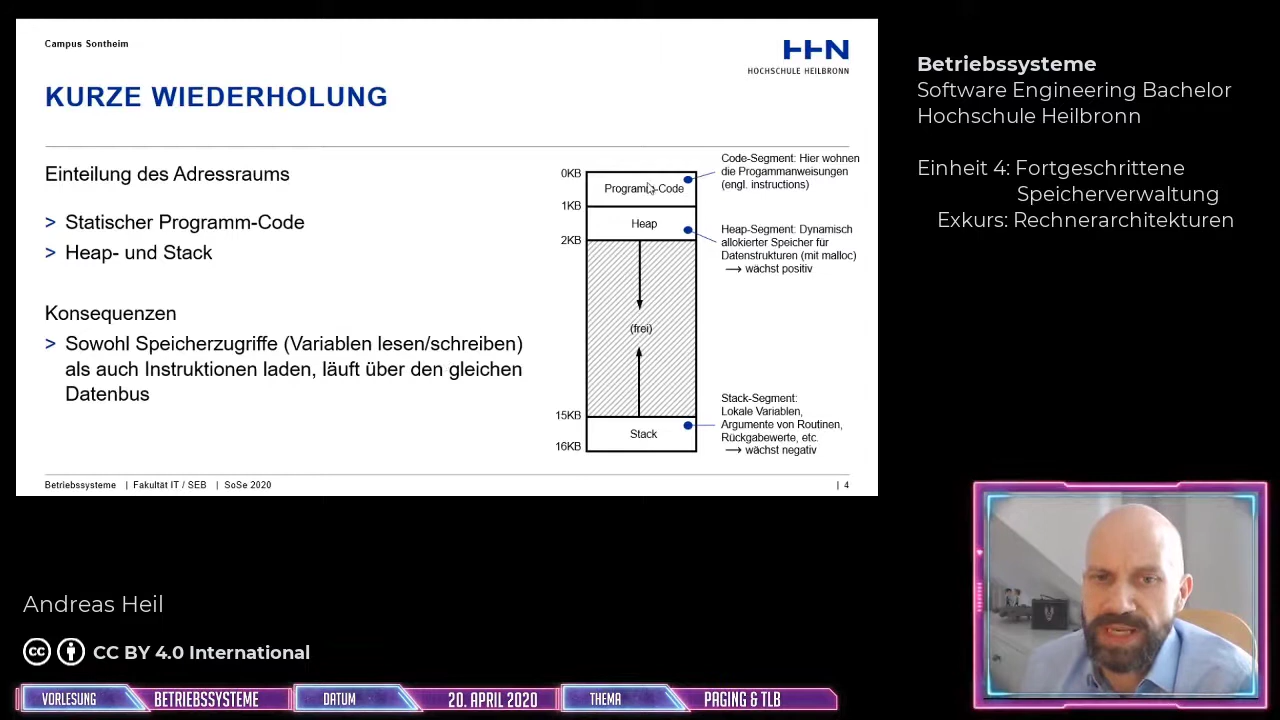 Campus Sontheim
HHN
HOCHSCHULE HEILBRONN
KURZE WIEDERHOLUNG
Einteilung des Adressraums
> Statischer Programm-Code
> Heap- und Stack
Konsequenzen
> Sowohl Speicherzugriffe (Variablen lesen/schreiben)
als auch Instruktionen laden, läuft über den gleichen
Datenbus
0KB
Programm-Code
1KB
Heap
2KB
(frei)
15KB
Stack
16KB
Code-Segment: Hier wohnen
die Progammanweisungen
(engl. instructions)
Heap-Segment: Dynamisch
allokierter Speicher für
Datenstrukturen (mit malloc)
→ wächst positiv
Stack-Segment:
Lokale Variablen,
Argumente von Routinen,
Rückgabewerte, etc.
→ wächst negativ
Betriebssysteme | Fakultät IT / SEB | SoSe 2020
| 4
Betriebssysteme
Software Engineering Bachelor
Hochschule Heilbronn
Einheit 4: Fortgeschrittene
Speicherverwaltung
Exkurs: Rechnerarchitekturen
Andreas Heil
cc CC BY 4.0 International
VORLESUNG BETRIEBSSYSTEME DATUM 20. APRIL 2020 THEMA PAGING & TLB